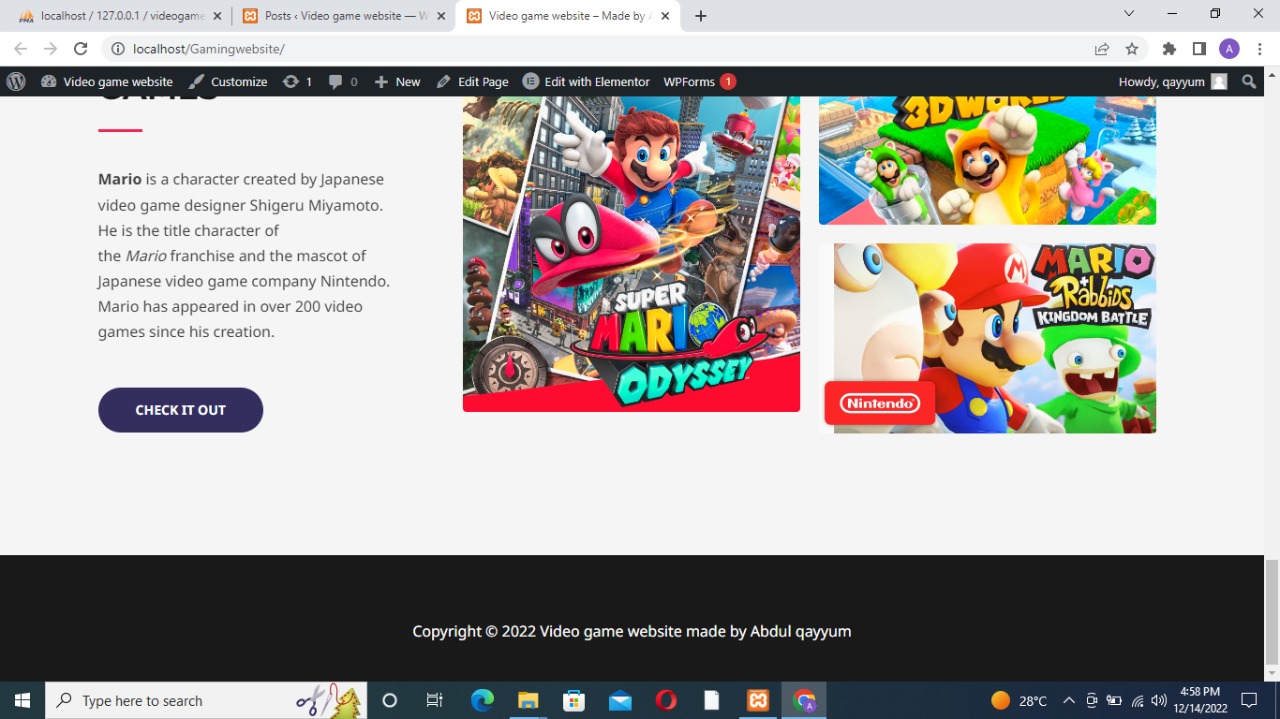 localhost / 127.0.0.1 / videogame
Posts ‹ Video game website — W
Video game website – Made by A
localhost/Gamingwebsite/
A
Video game website
Customize
1
0
New
Edit Page
Edit with Elementor
WPForms
1
Howdy, qayyum
GAMES
Mario is a character created by Japanese
video game designer Shigeru Miyamoto.
He is the title character of
the Mario franchise and the mascot of
Japanese video game company Nintendo.
Mario has appeared in over 200 video
games since his creation.
CHECK IT OUT
SUPER
MARIO
ODYSSEY
3D WORLD
M
MARIO
+
Rabbids
KINGDOM BATTLE
Nintendo
Copyright © 2022 Video game website made by Abdul qayyum
Type here to search
28°C
4:58 PM
12/14/2022